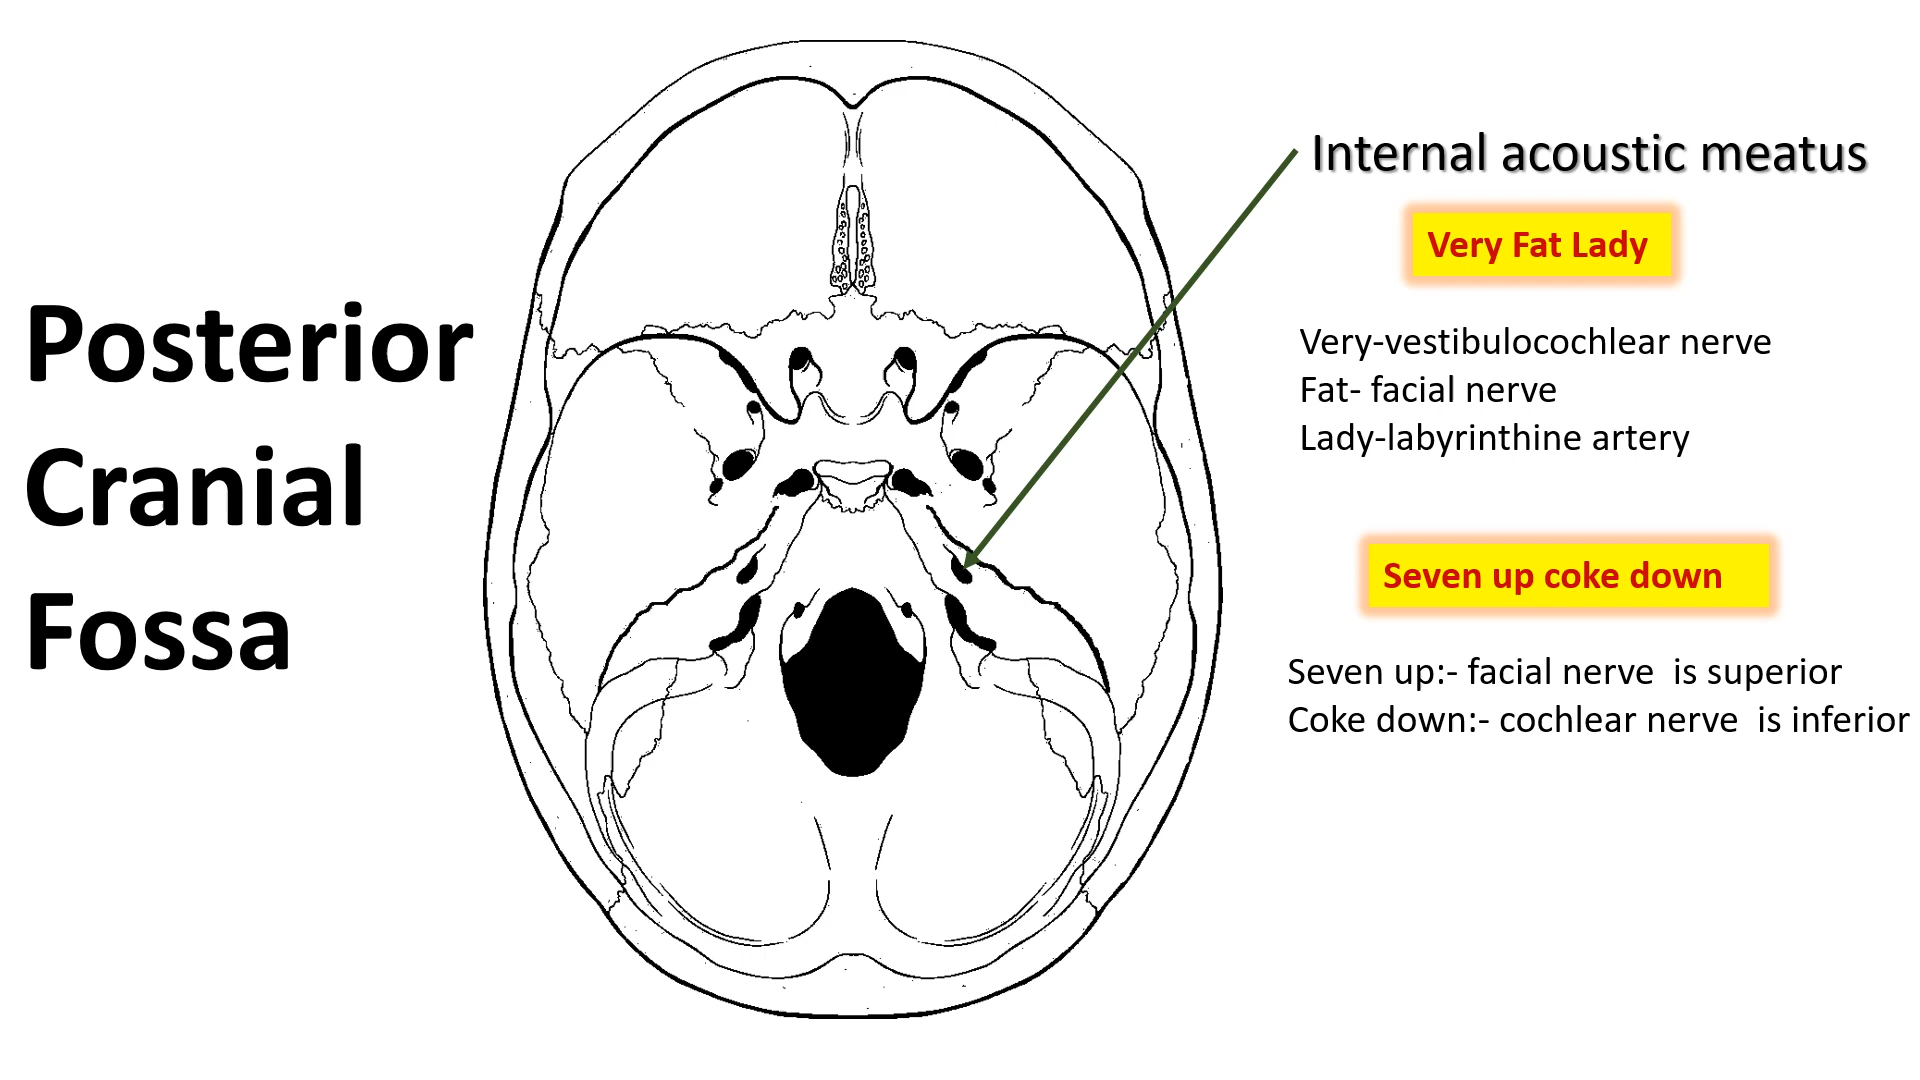 Posterior
Cranial
Fossa
Internal acoustic meatus
Very Fat Lady
Very-vestibulocochlear nerve
Fat- facial nerve
Lady-labyrinthine artery
Seven up coke down
Seven up:- facial nerve  is superior
Coke down:- cochlear nerve  is inferior